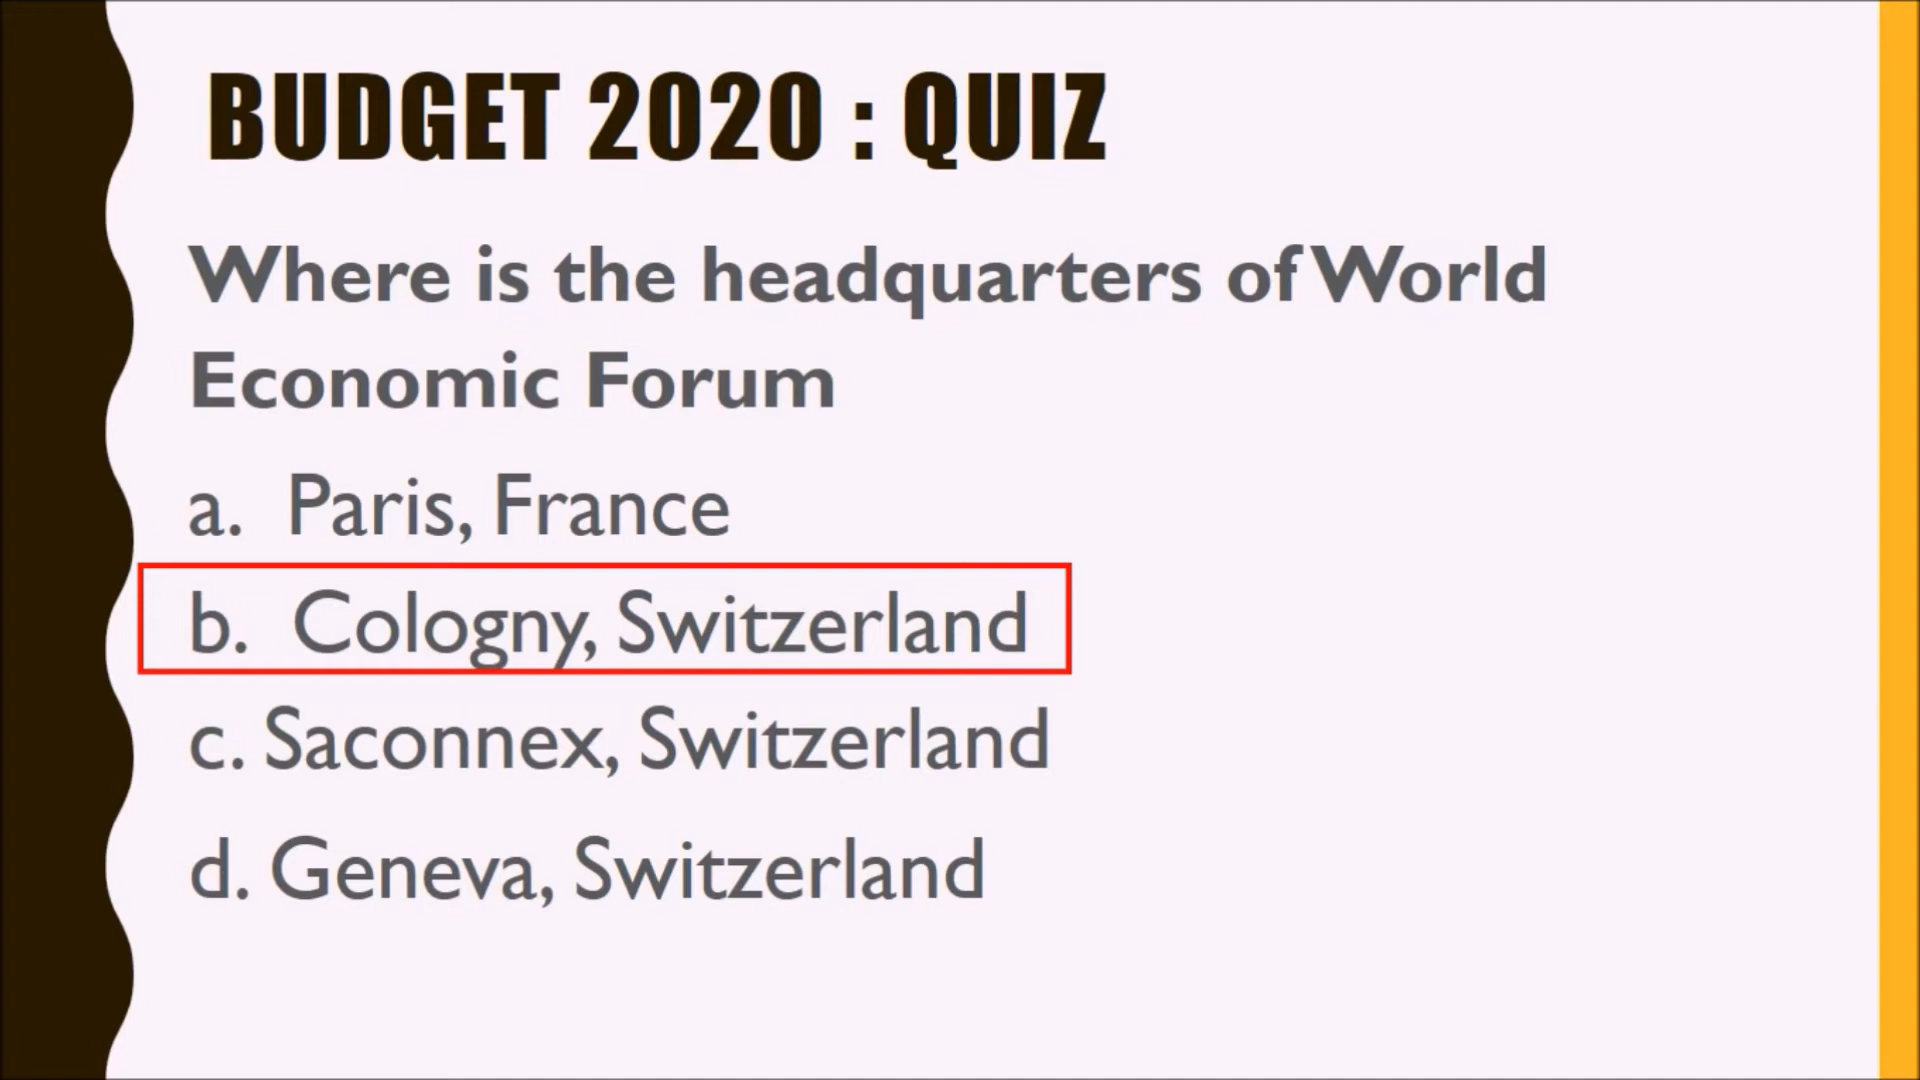 BUDGET 2020 : QUIZ
Where is the headquarters of World
Economic Forum
a. Paris, France
b. Cologny, Switzerland
c. Saconnex, Switzerland
d. Geneva, Switzerland